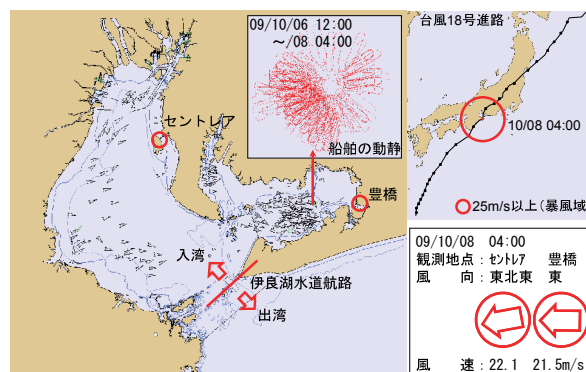 09/10/06 12:00
～/08 04:00
船舶の動静
セントレア
豊橋
入湾
伊良湖水道航路
出湾
台風18号進路
10/08 04:00
25m/s以上（暴風域）
09/10/08 04:00
観測地点：ｾﾝﾄﾚｱ 豊橋
風 向：東北東 東
風 速：22.1 21.5m/s